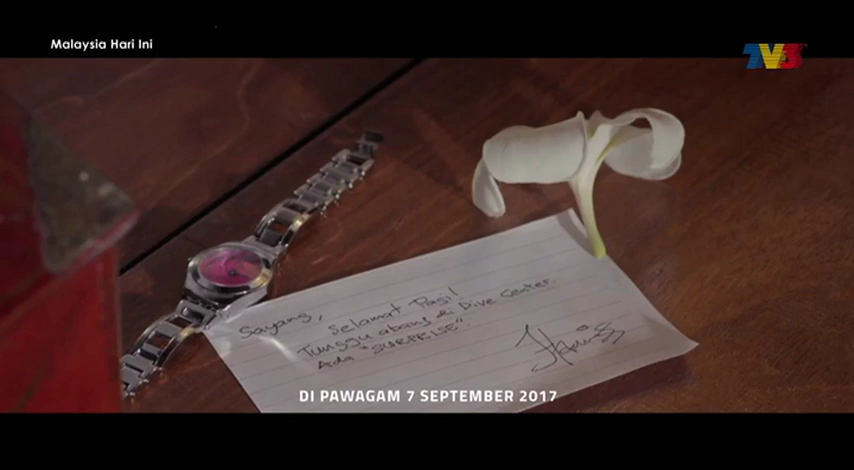 Malaysia Hari Ini
TV3
Sayang,
Selamat Pagi!
Tunggu abang di Dive Center.
Ada "SURPRISE".
DI PAWAGAM 7 SEPTEMBER 2017